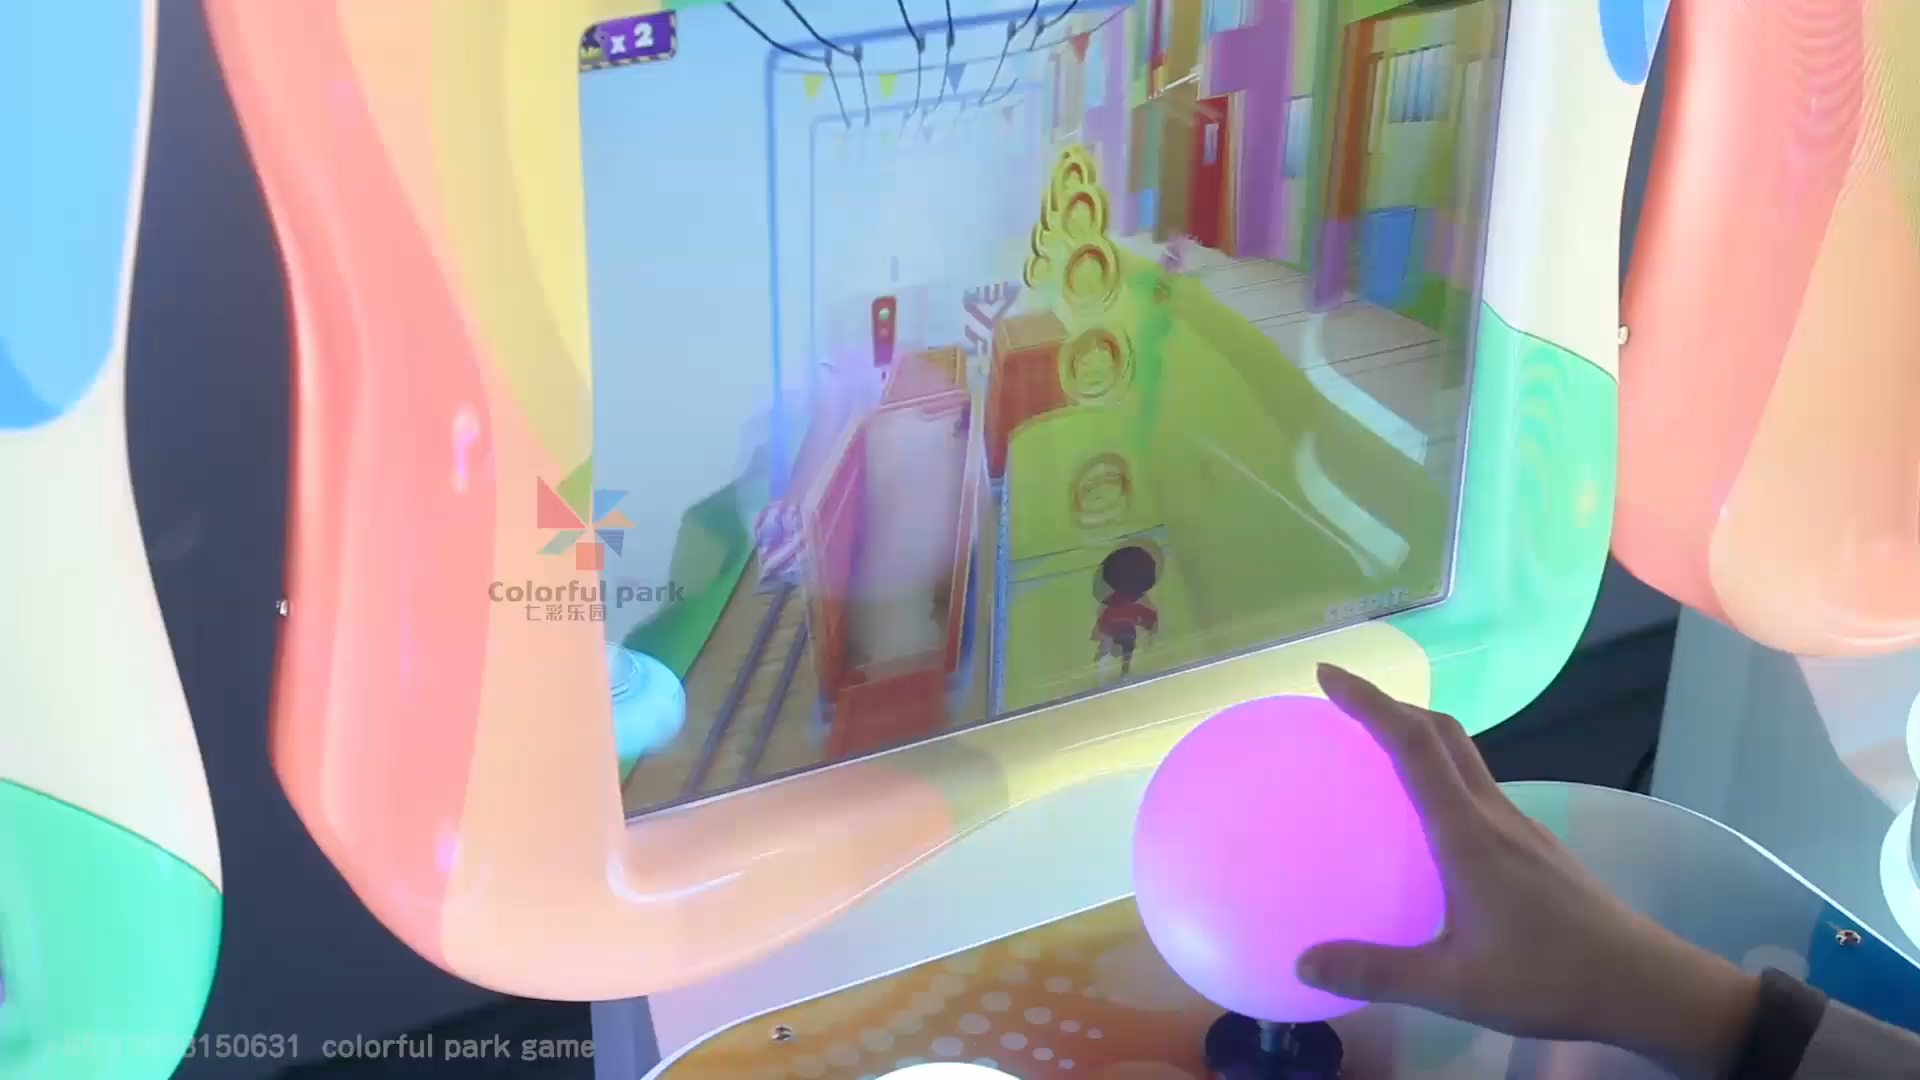 x 2
Colorful park
七彩乐园
CREDIT:
3150631 colorful park game